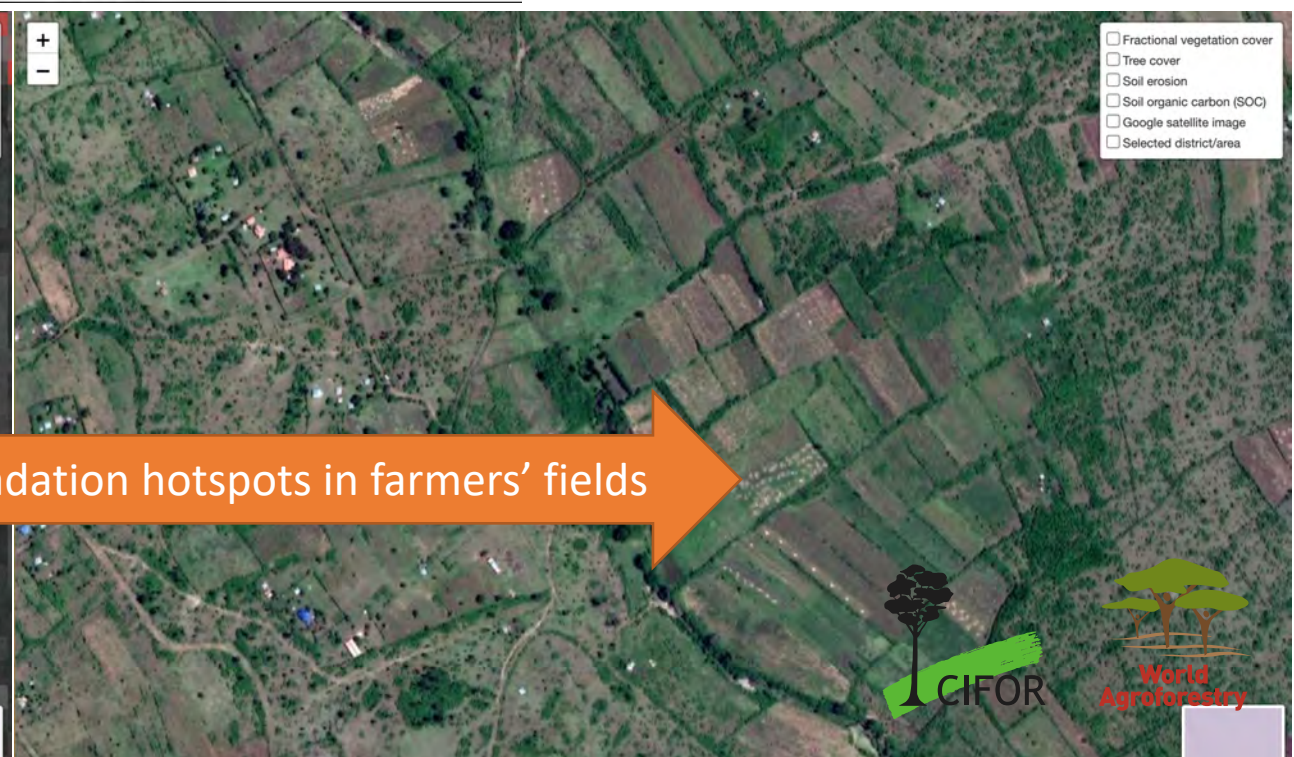 +
−
Fractional vegetation cover
Tree cover
Soil erosion
Soil organic carbon (SOC)
Google satellite image
Selected district/area
hotspots in farmers’ fields
CIFOR
World
Agroforestry